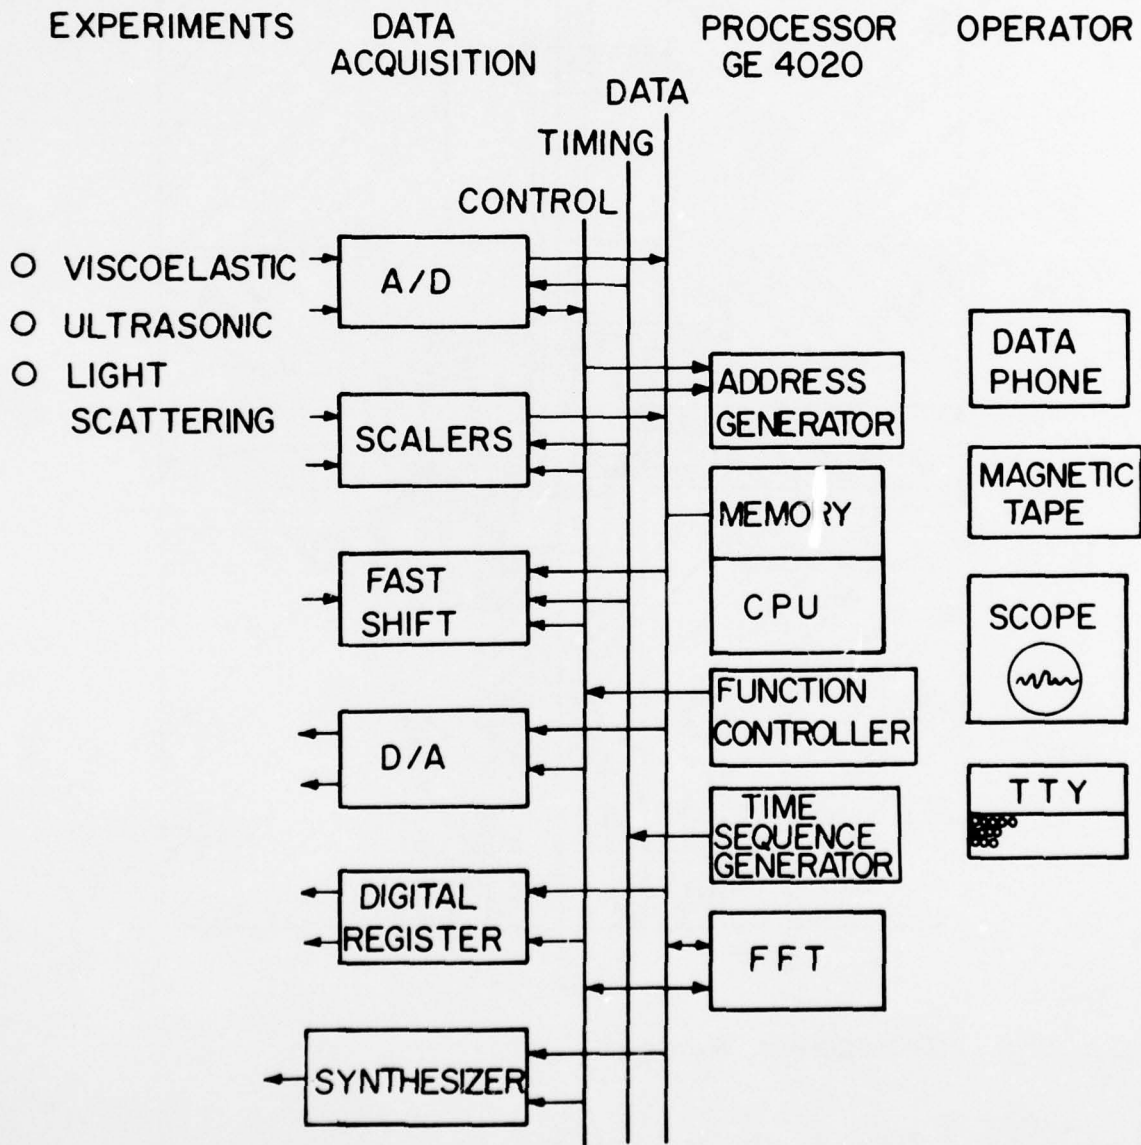 EXPERIMENTS
DATA
ACQUISITION
PROCESSOR
GE 4020
OPERATOR
DATA
TIMING
CONTROL
VISCOELASTIC
ULTRASONIC
LIGHT
SCATTERING
A/D
SCALERS
FAST
SHIFT
D/A
DIGITAL
REGISTER
SYNTHESIZER
ADDRESS
GENERATOR
MEMORY
CPU
FUNCTION
CONTROLLER
TIME
SEQUENCE
GENERATOR
FFT
DATA
PHONE
MAGNETIC
TAPE
SCOPE
TTY